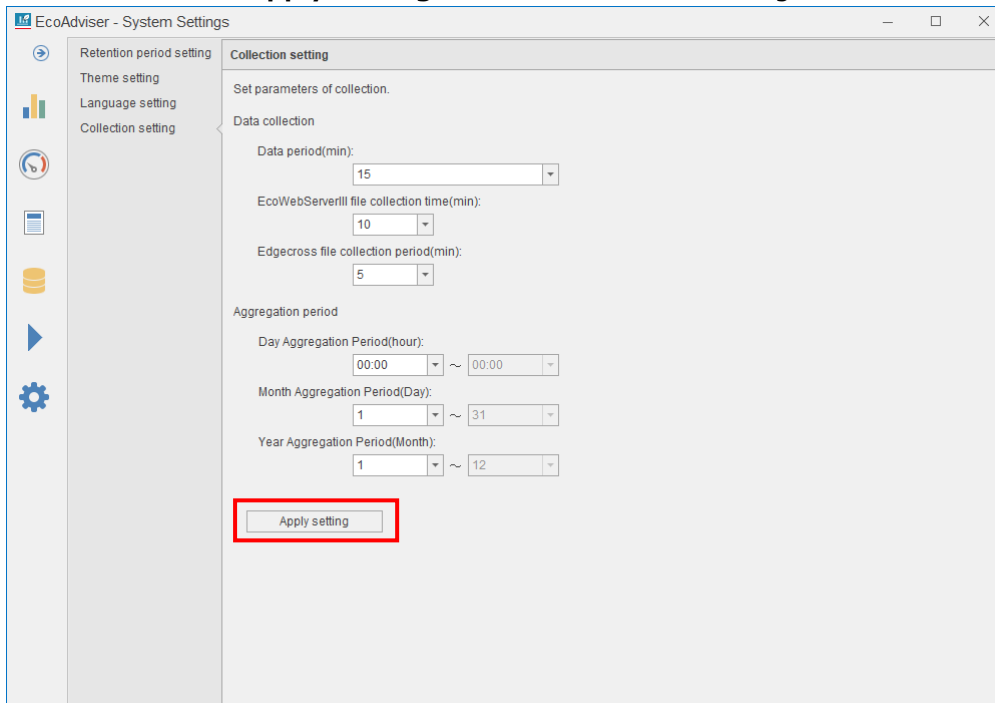 EcoAdviser - System Settings
Retention period setting
Theme setting
Language setting
Collection setting
Collection setting
Set parameters of collection.
Data collection
Data period(min):
15
EcoWebServerIII file collection time(min):
10
Edgecross file collection period(min):
5
Aggregation period
Day Aggregation Period(hour):
00:00 ~ 00:00
Month Aggregation Period(Day):
1 ~ 31
Year Aggregation Period(Month):
1 ~ 12
Apply setting